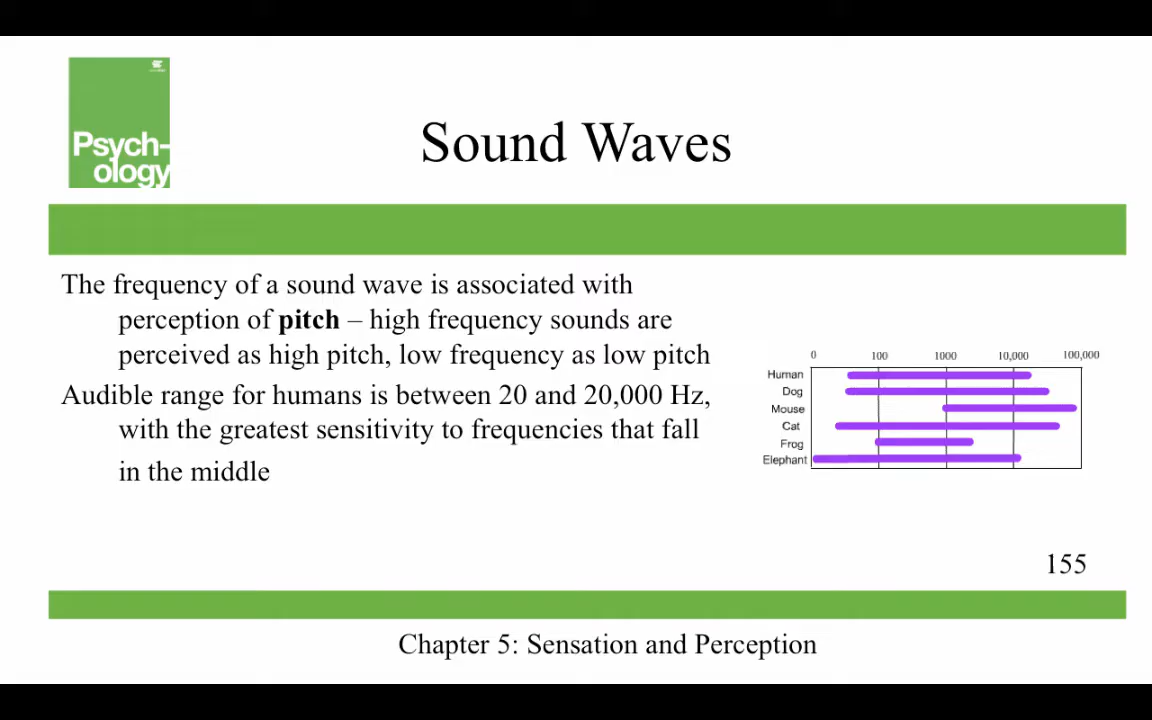 Psych-
ology
Sound Waves
The frequency of a sound wave is associated with
perception of pitch – high frequency sounds are
perceived as high pitch, low frequency as low pitch
Audible range for humans is between 20 and 20,000 Hz,
with the greatest sensitivity to frequencies that fall
in the middle
0 100 1000 10,000 100,000
Human
Dog
Mouse
Cat
Frog
Elephant
155
Chapter 5: Sensation and Perception